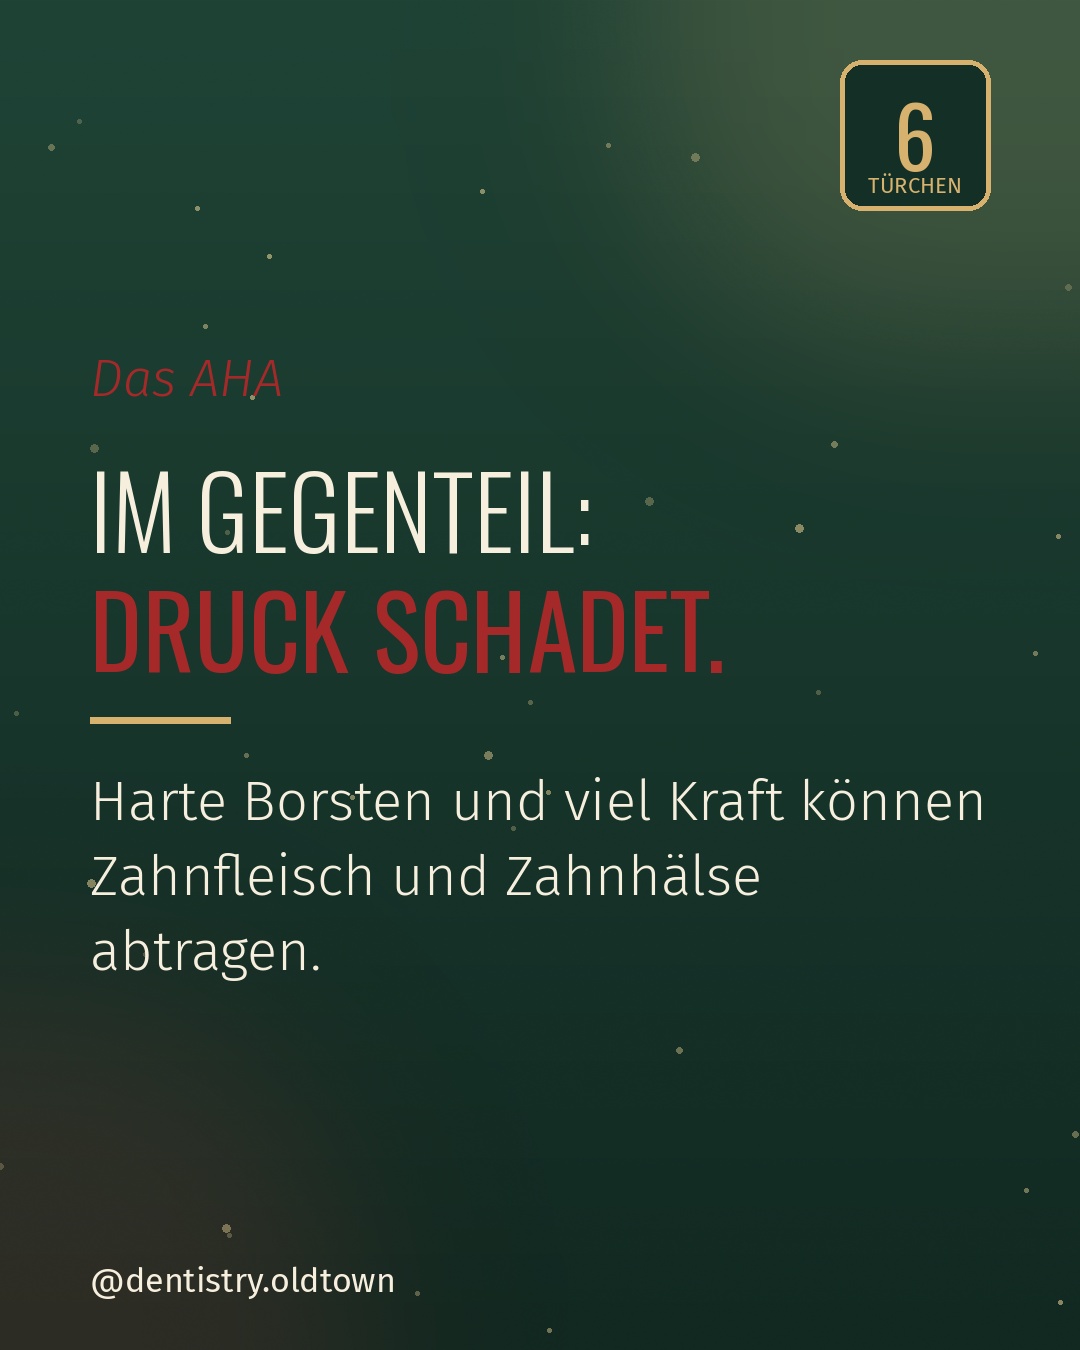 6
TÜRCHEN
Das AHA
IM GEGENTEIL:
DRUCK SCHADET.
Harte Borsten und viel Kraft können
Zahnfleisch und Zahnhälse
abtragen.
@dentistry.oldtown